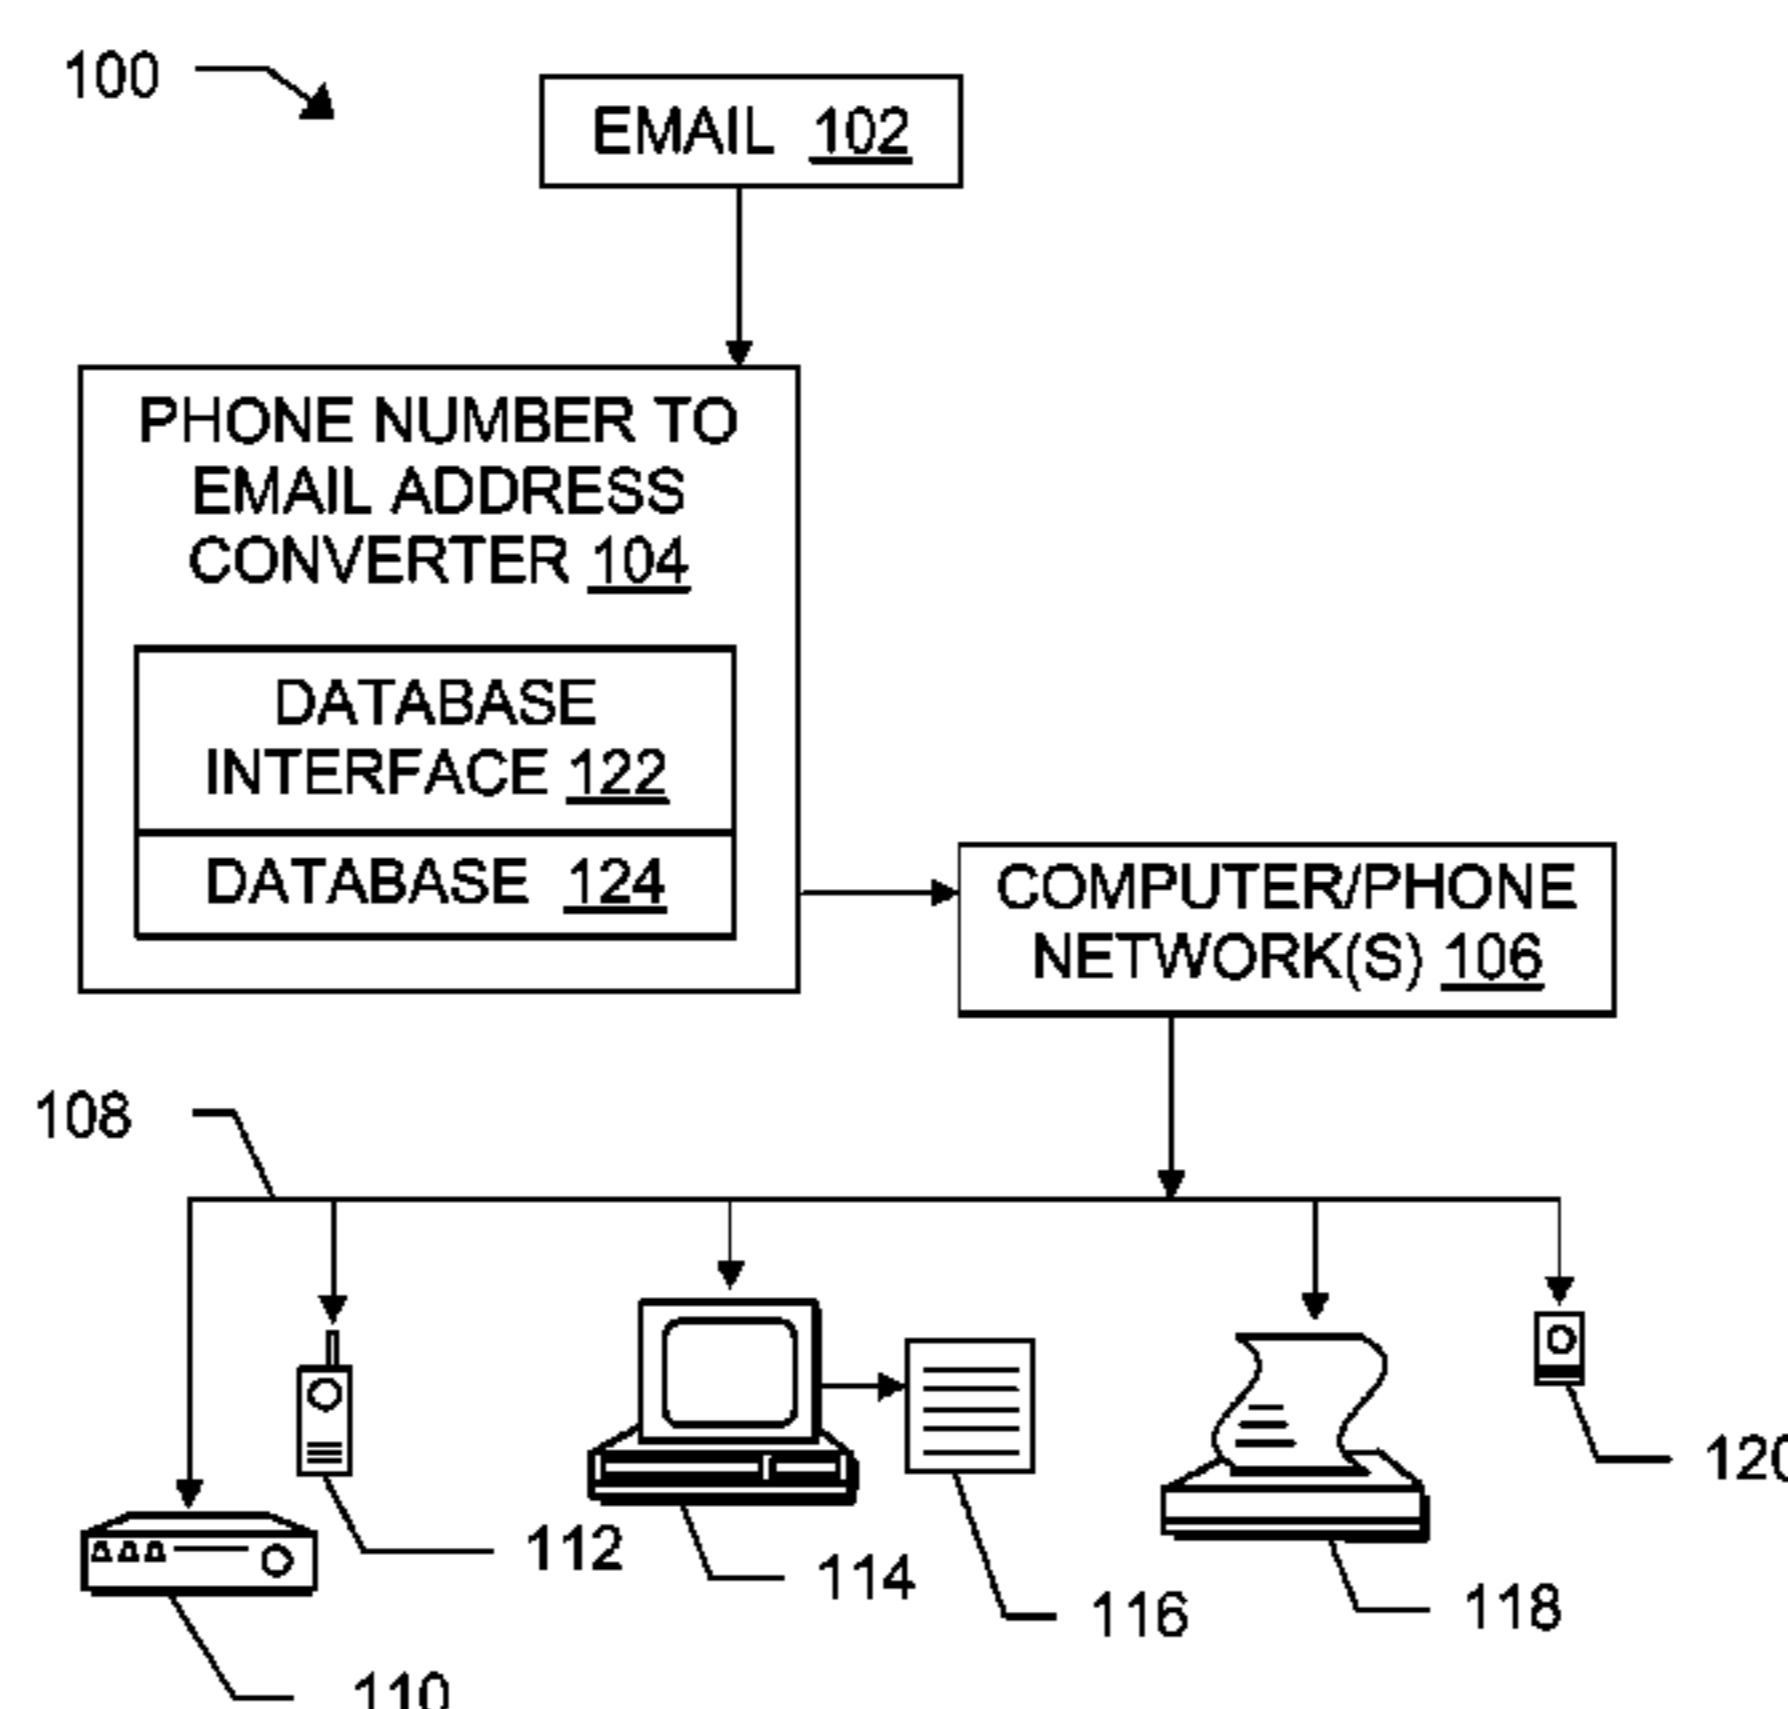 100
EMAIL 102
PHONE NUMBER TO
EMAIL ADDRESS
CONVERTER 104
DATABASE
INTERFACE 122
DATABASE 124
COMPUTER/PHONE
NETWORK(S) 106
108
120
112
114
116
118
110